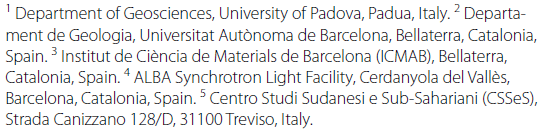 ¹ Department of Geosciences, University of Padova, Padua, Italy. ² Departa-
ment de Geologia, Universitat Autònoma de Barcelona, Bellaterra, Catalonia,
Spain. ³ Institut de Ciència de Materials de Barcelona (ICMAB), Bellaterra,
Catalonia, Spain. ⁴ ALBA Synchrotron Light Facility, Cerdanyola del Vallès,
Barcelona, Catalonia, Spain. ⁵ Centro Studi Sudanesi e Sub-Sahariani (CSSeS),
Strada Canizzano 128/D, 31100 Treviso, Italy.